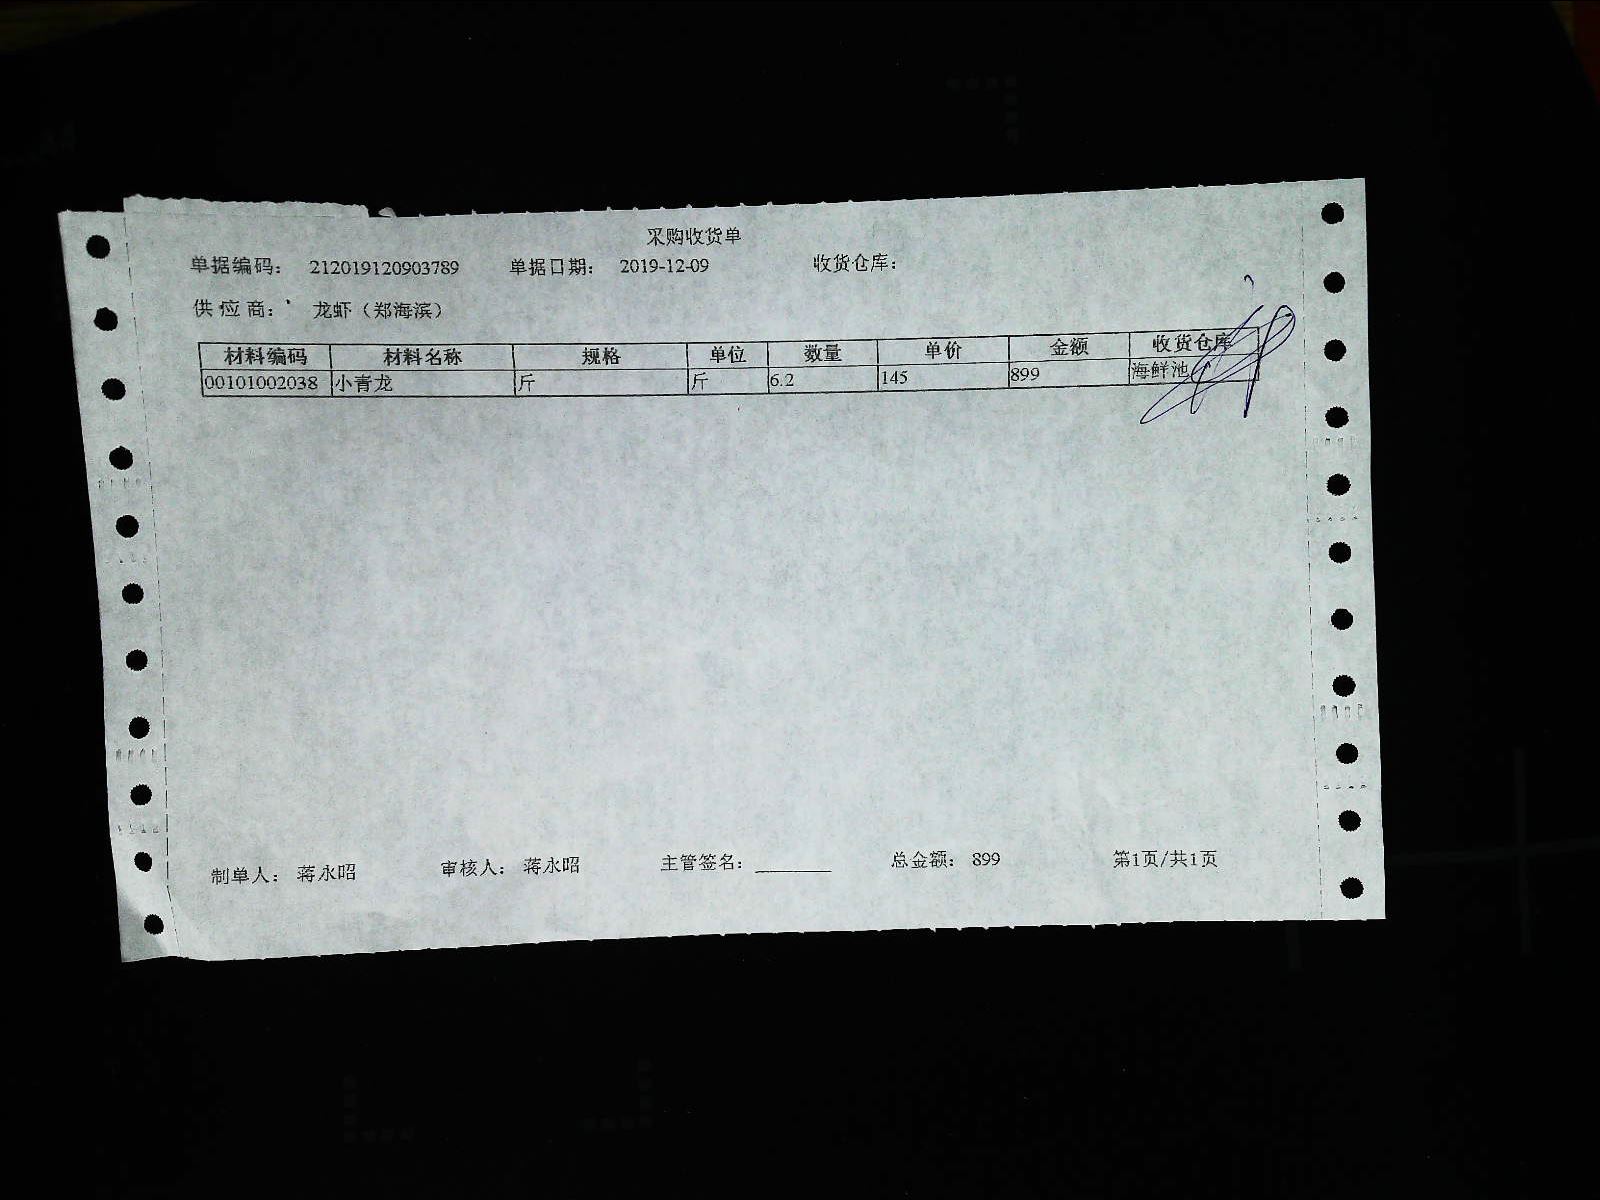 采购收货单
单据编码： 212019120903789 单据日期： 2019-12-09 收货仓库：
供应商： 龙虾（郑海滨）
材料编码 材料名称 规格 单位 数量 单价 金额 收货仓库
00101002038 小青龙 斤 斤 6.2 145 899 海鲜池
制单人： 蒋永昭 审核人： 蒋永昭 主管签名： 总金额： 899 第1页/共1页